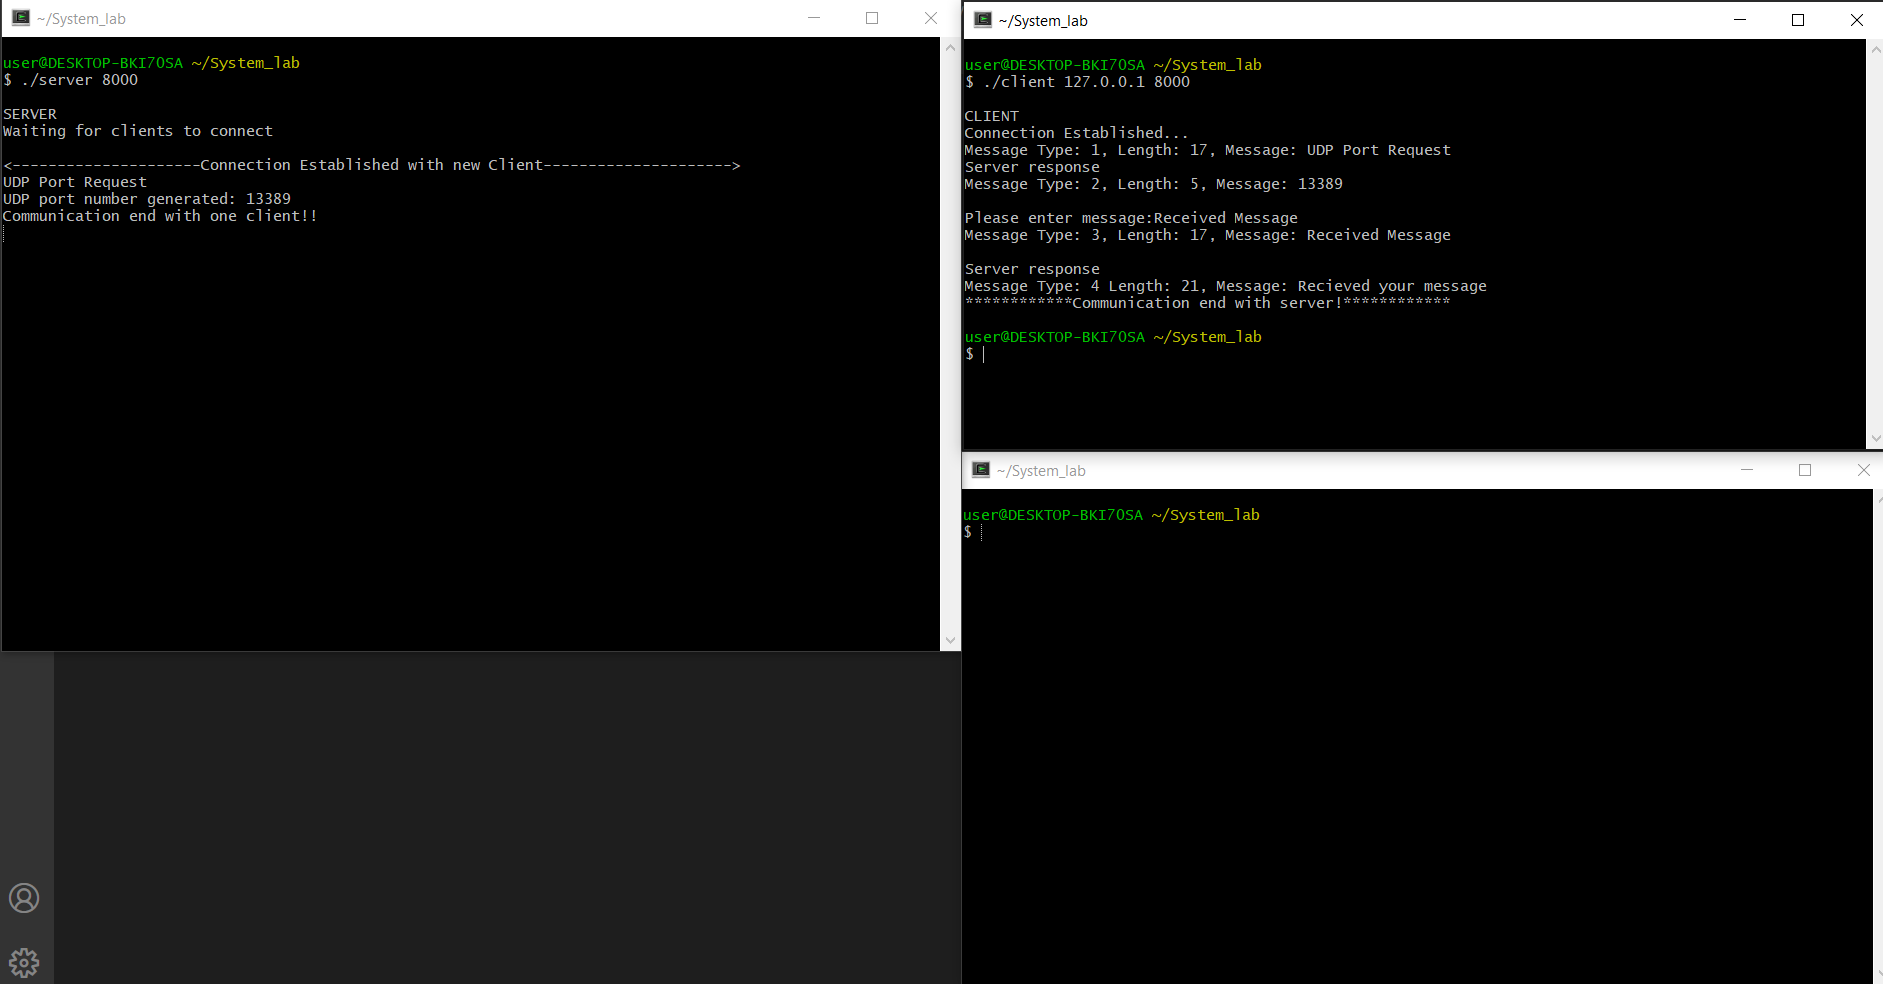 ~/System_lab
user@DESKTOP-BKI7OSA ~/System_lab
$ ./server 8000
SERVER
Waiting for clients to connect
<---------------------Connection Established with new Client--------------------->
UDP Port Request
UDP port number generated: 13389
Communication end with one client!!
~/System_lab
user@DESKTOP-BKI7OSA ~/System_lab
$ ./client 127.0.0.1 8000
CLIENT
Connection Established...
Message Type: 1, Length: 17, Message: UDP Port Request
Server response
Message Type: 2, Length: 5, Message: 13389
Please enter message:Received Message
Message Type: 3, Length: 17, Message: Received Message
Server response
Message Type: 4 Length: 21, Message: Recieved your message
************Communication end with server!************
user@DESKTOP-BKI7OSA ~/System_lab
$
~/System_lab
user@DESKTOP-BKI7OSA ~/System_lab
$